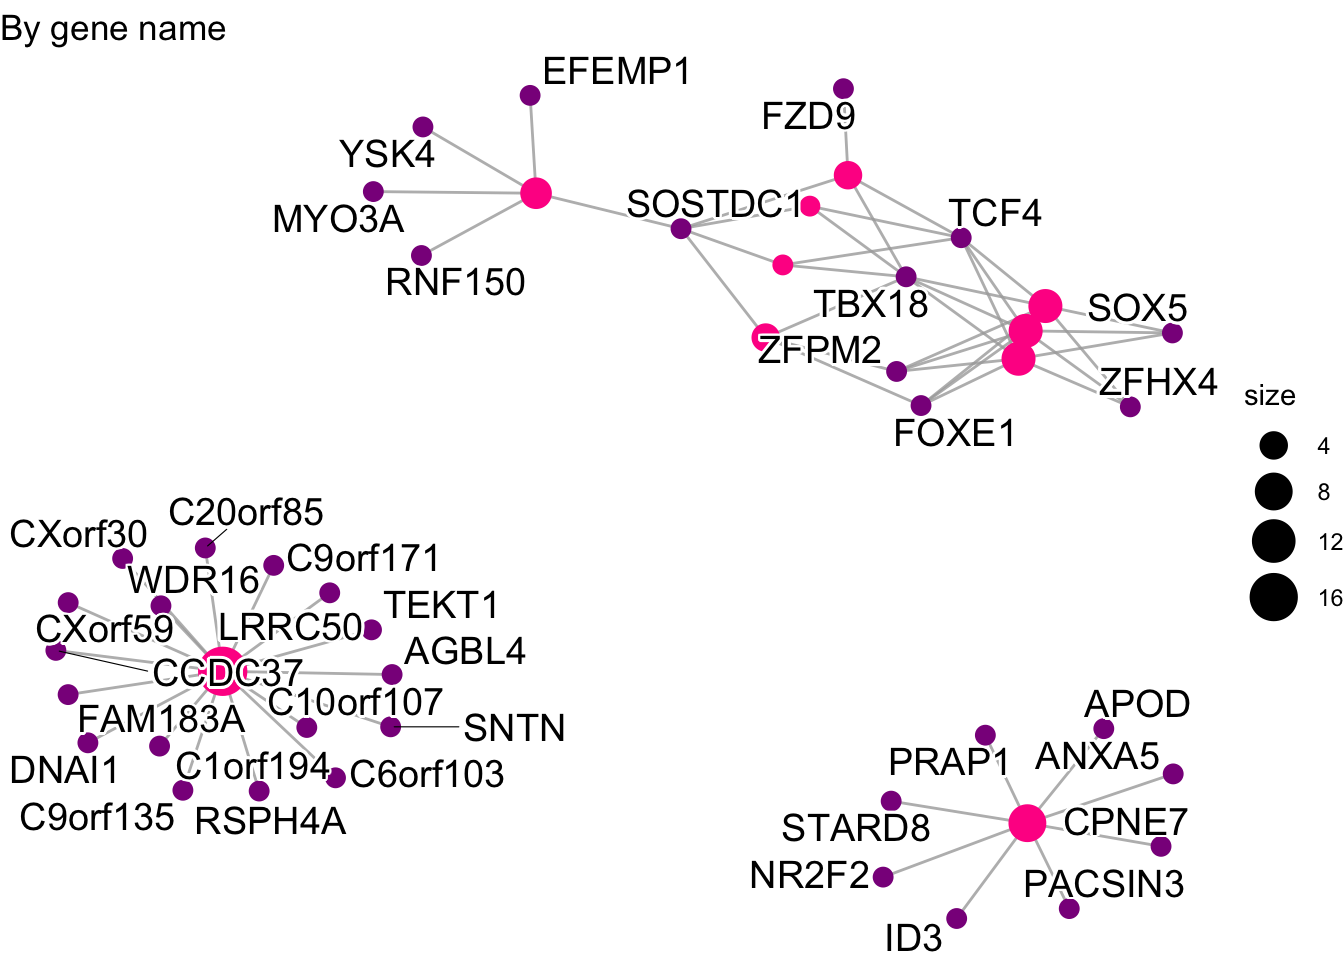 By gene name
EFEMP1
FZD9
YSK4
SOSTDC1
MYO3A
TCF4
RNF150
TBX18
SOX5
ZFPM2
ZFHX4
FOXE1
size
4
8
12
16
C20orf85
CXorf30
C9orf171
WDR16
TEKT1
CXorf59
LRRC50
AGBL4
CCDC37
C10orf107
FAM183A
SNTN
DNAI1
C1orf194
C6orf103
C9orf135
RSPH4A
APOD
PRAP1
ANXA5
STARD8
CPNE7
NR2F2
PACSIN3
ID3